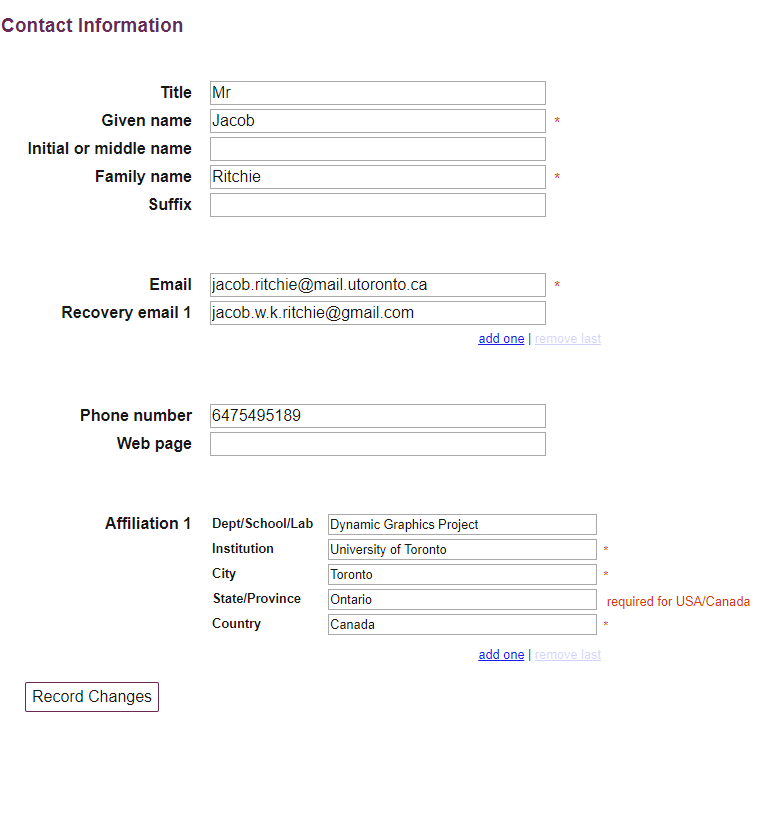 Contact Information
Title Mr
Given name Jacob *
Initial or middle name
Family name Ritchie *
Suffix
Email jacob.ritchie@mail.utoronto.ca *
Recovery email 1 jacob.w.k.ritchie@gmail.com
add one | remove last
Phone number 6475495189
Web page
Affiliation 1 Dept/School/Lab Dynamic Graphics Project
Institution University of Toronto *
City Toronto *
State/Province Ontario required for USA/Canada
Country Canada *
add one | remove last
Record Changes